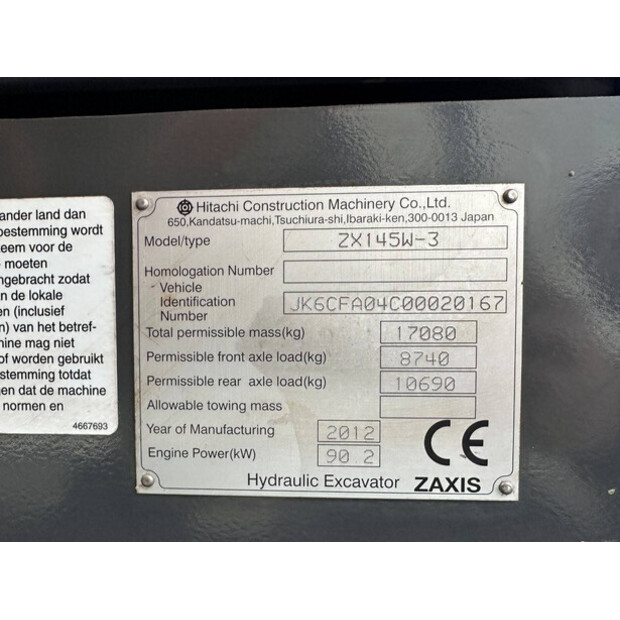 ander land dan
oestemming wordt
eem voor de
moeten
ngebracht zodat
n de lokale
en (inclusief
n) van het betref-
hine mag niet
of worden gebruikt
stemming totdat
gen dat de machine
normen en
4667693
Hitachi Construction Machinery Co.,Ltd.
650,Kandatsu-machi,Tsuchiura-shi,Ibaraki-ken,300-0013 Japan
Model/type ZX145W-3
Homologation Number
Vehicle
Identification JK6CFA04C00020167
Number
Total permissible mass(kg) 17080
Permissible front axle load(kg) 8740
Permissible rear axle load(kg) 10690
Allowable towing mass
Year of Manufacturing 2012
Engine Power(kW) 90.2
CE
Hydraulic Excavator ZAXIS